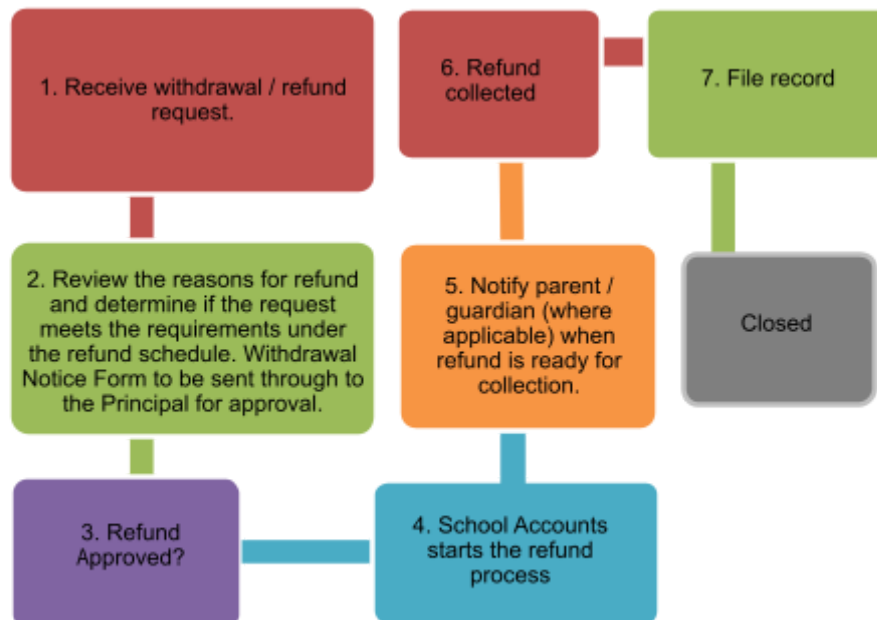 1. Receive withdrawal / refund
request.
2. Review the reasons for refund
and determine if the request
meets the requirements under
the refund schedule. Withdrawal
Notice Form to be sent through to
the Principal for approval.
3. Refund
Approved?
4. School Accounts
starts the refund
process
5. Notify parent /
guardian (where
applicable) when
refund is ready for
collection.
6. Refund
collected
7. File record
Closed